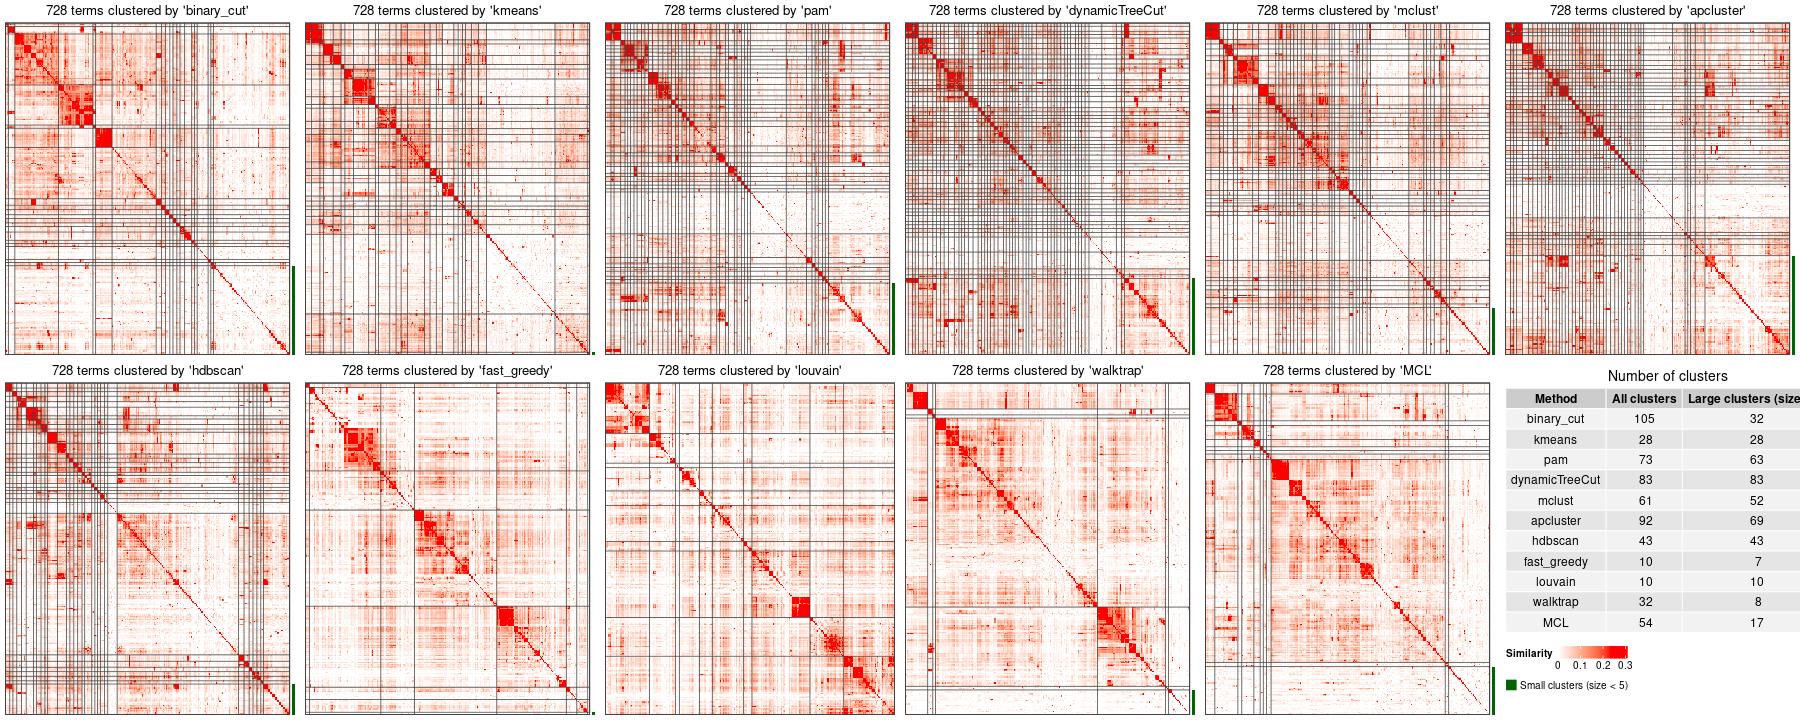 728 terms clustered by 'binary_cut'
728 terms clustered by 'kmeans'
728 terms clustered by 'pam'
728 terms clustered by 'dynamicTreeCut'
728 terms clustered by 'mclust'
728 terms clustered by 'apcluster'
728 terms clustered by 'hdbscan'
728 terms clustered by 'fast_greedy'
728 terms clustered by 'louvain'
728 terms clustered by 'walktrap'
728 terms clustered by 'MCL'
Number of clusters
Method All clusters Large clusters (size
binary_cut 105 32
kmeans 28 28
pam 73 63
dynamicTreeCut 83 83
mclust 61 52
apcluster 92 69
hdbscan 43 43
fast_greedy 10 7
louvain 10 10
walktrap 32 8
MCL 54 17
Similarity
0 0.1 0.2 0.3
Small clusters (size < 5)